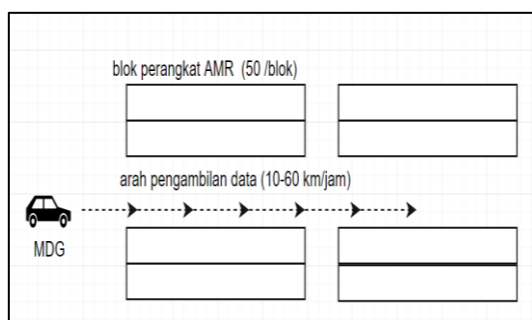 blok perangkat AMR (50 /blok)
arah pengambilan data (10-60 km/jam)
MDG